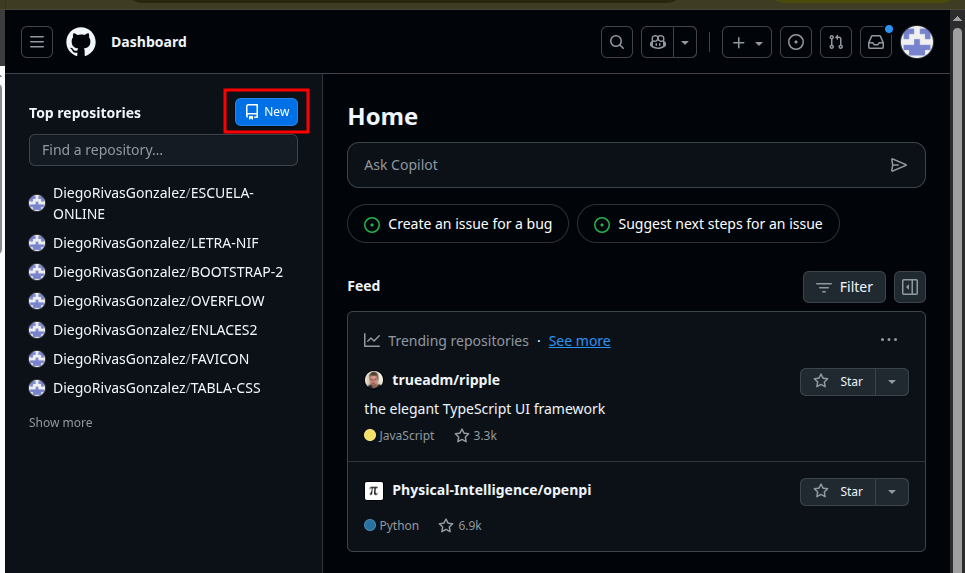 Dashboard
Top repositories
New
Find a repository...
DiegoRivasGonzalez/ESCUELA-
ONLINE
DiegoRivasGonzalez/LETRA-NIF
DiegoRivasGonzalez/BOOTSTRAP-2
DiegoRivasGonzalez/OVERFLOW
DiegoRivasGonzalez/ENLACES2
DiegoRivasGonzalez/FAVICON
DiegoRivasGonzalez/TABLA-CSS
Show more
Home
Ask Copilot
Create an issue for a bug
Suggest next steps for an issue
Feed
Filter
Trending repositories · See more
trueadm/ripple
Star
the elegant TypeScript UI framework
JavaScript
3.3k
π
Physical-Intelligence/openpi
Star
Python
6.9k